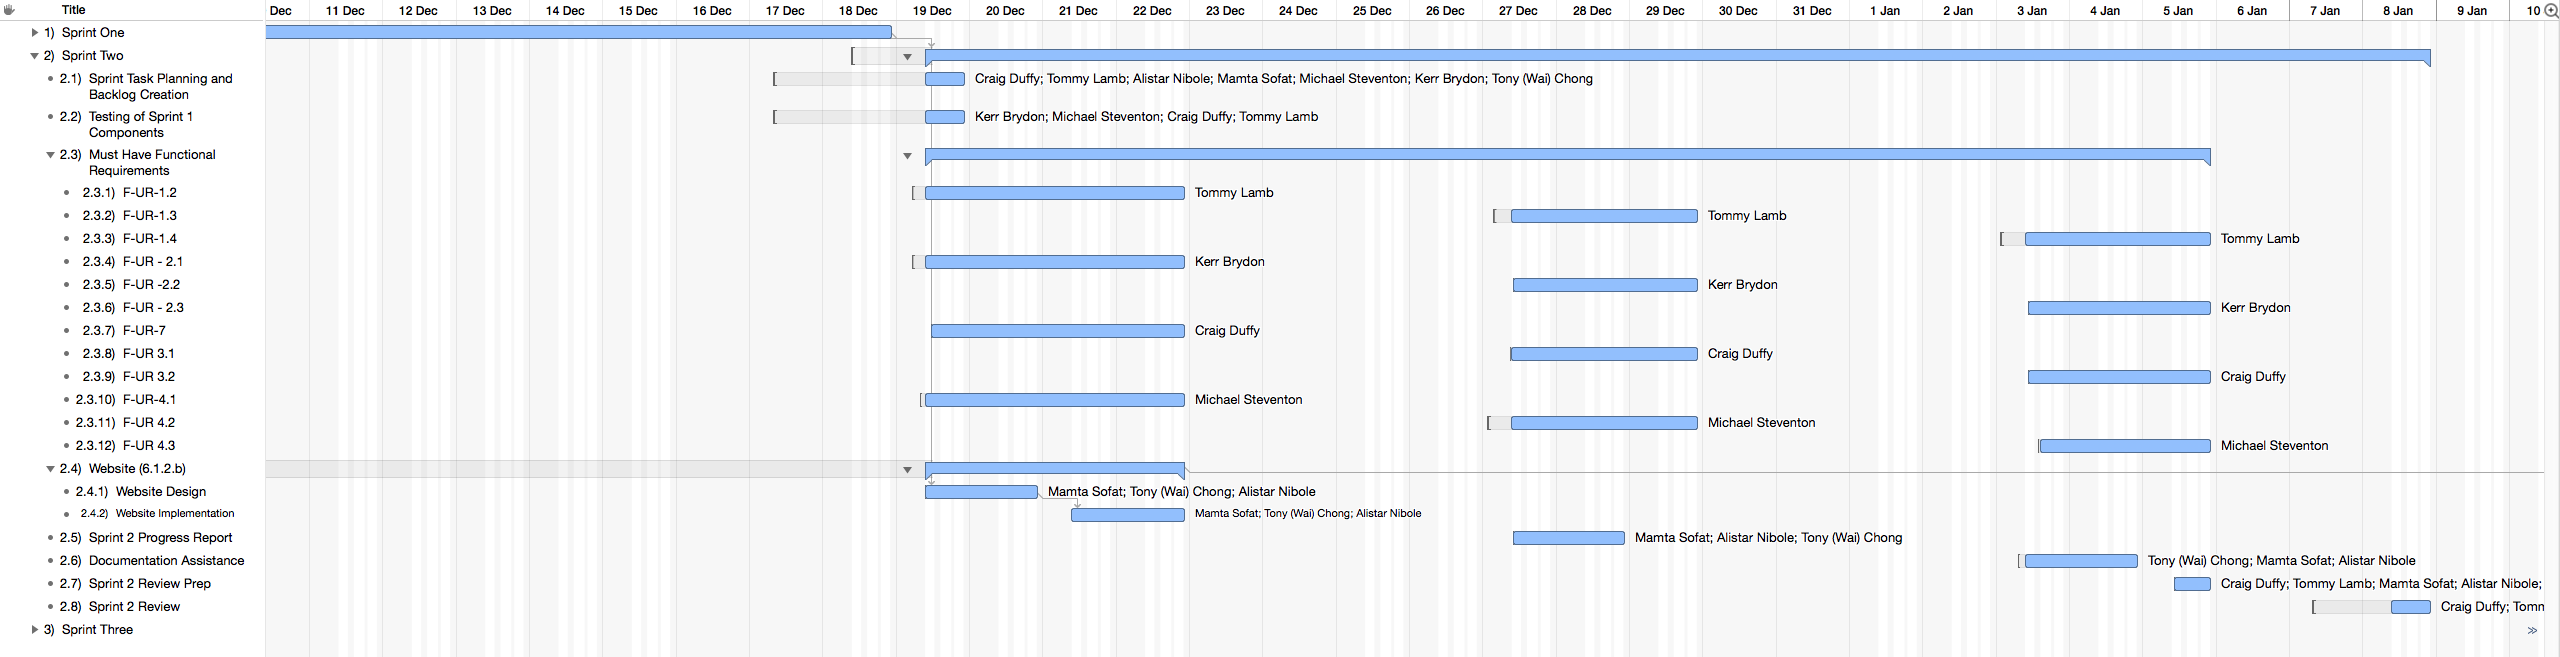 Title Dec 11 Dec 12 Dec 13 Dec 14 Dec 15 Dec 16 Dec 17 Dec 18 Dec 19 Dec 20 Dec 21 Dec 22 Dec 23 Dec 24 Dec 25 Dec 26 Dec 27 Dec 28 Dec 29 Dec 30 Dec 31 Dec 1 Jan 2 Jan 3 Jan 4 Jan 5 Jan 6 Jan 7 Jan 8 Jan 9 Jan 10
1) Sprint One
2) Sprint Two
2.1) Sprint Task Planning and Craig Duffy; Tommy Lamb; Alistar Nibole; Mamta Sofat; Michael Steventon; Kerr Brydon; Tony (Wai) Chong
Backlog Creation
2.2) Testing of Sprint 1 Kerr Brydon; Michael Steventon; Craig Duffy; Tommy Lamb
Components
2.3) Must Have Functional
Requirements
2.3.1) F-UR-1.2 Tommy Lamb
2.3.2) F-UR-1.3 Tommy Lamb
2.3.3) F-UR-1.4 Tommy Lamb
2.3.4) F-UR - 2.1 Kerr Brydon
2.3.5) F-UR -2.2 Kerr Brydon
2.3.6) F-UR - 2.3 Kerr Brydon
2.3.7) F-UR-7 Craig Duffy
2.3.8) F-UR 3.1 Craig Duffy
2.3.9) F-UR 3.2 Craig Duffy
2.3.10) F-UR-4.1 Michael Steventon
2.3.11) F-UR 4.2 Michael Steventon
2.3.12) F-UR 4.3 Michael Steventon
2.4) Website (6.1.2.b)
2.4.1) Website Design Mamta Sofat; Tony (Wai) Chong; Alistar Nibole
2.4.2) Website Implementation Mamta Sofat; Tony (Wai) Chong; Alistar Nibole
2.5) Sprint 2 Progress Report Mamta Sofat; Alistar Nibole; Tony (Wai) Chong
2.6) Documentation Assistance Tony (Wai) Chong; Mamta Sofat; Alistar Nibole
2.7) Sprint 2 Review Prep Craig Duffy; Tommy Lamb; Mamta Sofat; Alistar Nibole;
2.8) Sprint 2 Review Craig Duffy; Tomm
3) Sprint Three